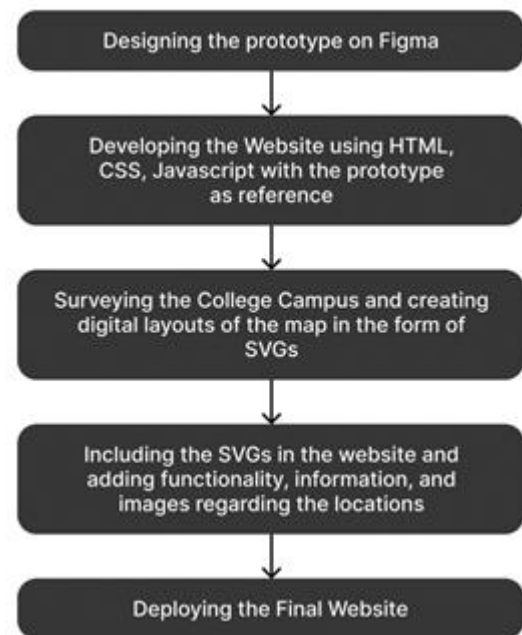 Designing the prototype on Figma
Developing the Website using HTML,
CSS, Javascript with the prototype
as reference
Surveying the College Campus and creating
digital layouts of the map in the form of
SVGs
Including the SVGs in the website and
adding functionality, information, and
images regarding the locations
Deploying the Final Website